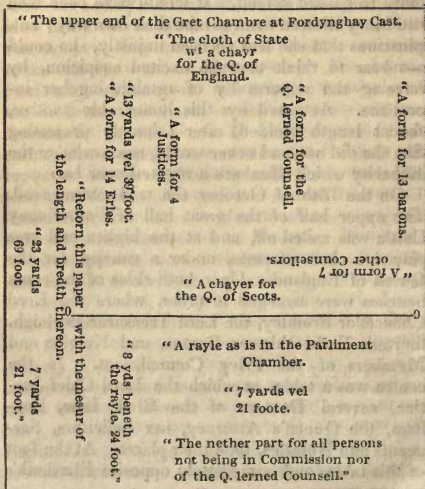 “ The upper end of the Gret Chambre at Fordynghay Cast.
“ The cloth of State
wt a chayr
for the Q. of
England.
“ A form for 13 barons.
“ A form for the
Q. lerned Counsell.
“ A form for 4
Justices.
“ 13 yards vel 39 foot.
“ A form for 14 Erles.
“ A form for 7
other Counseilors.
“ A chayer for
the Q. of Scots.
“ Retorn this paper with the mesur of
the length and bredth thereon.
“ 23 yards 7 yards
69 foot 21 foot.”
“ 8 yds beneth
the rayle. 24 foot.”
“ A rayle as is in the Parliment
Chamber.
“ 7 yards vel
21 foote.
“ The nether part for all persons
not being in Commission nor
of the Q. lerned Counsell.”